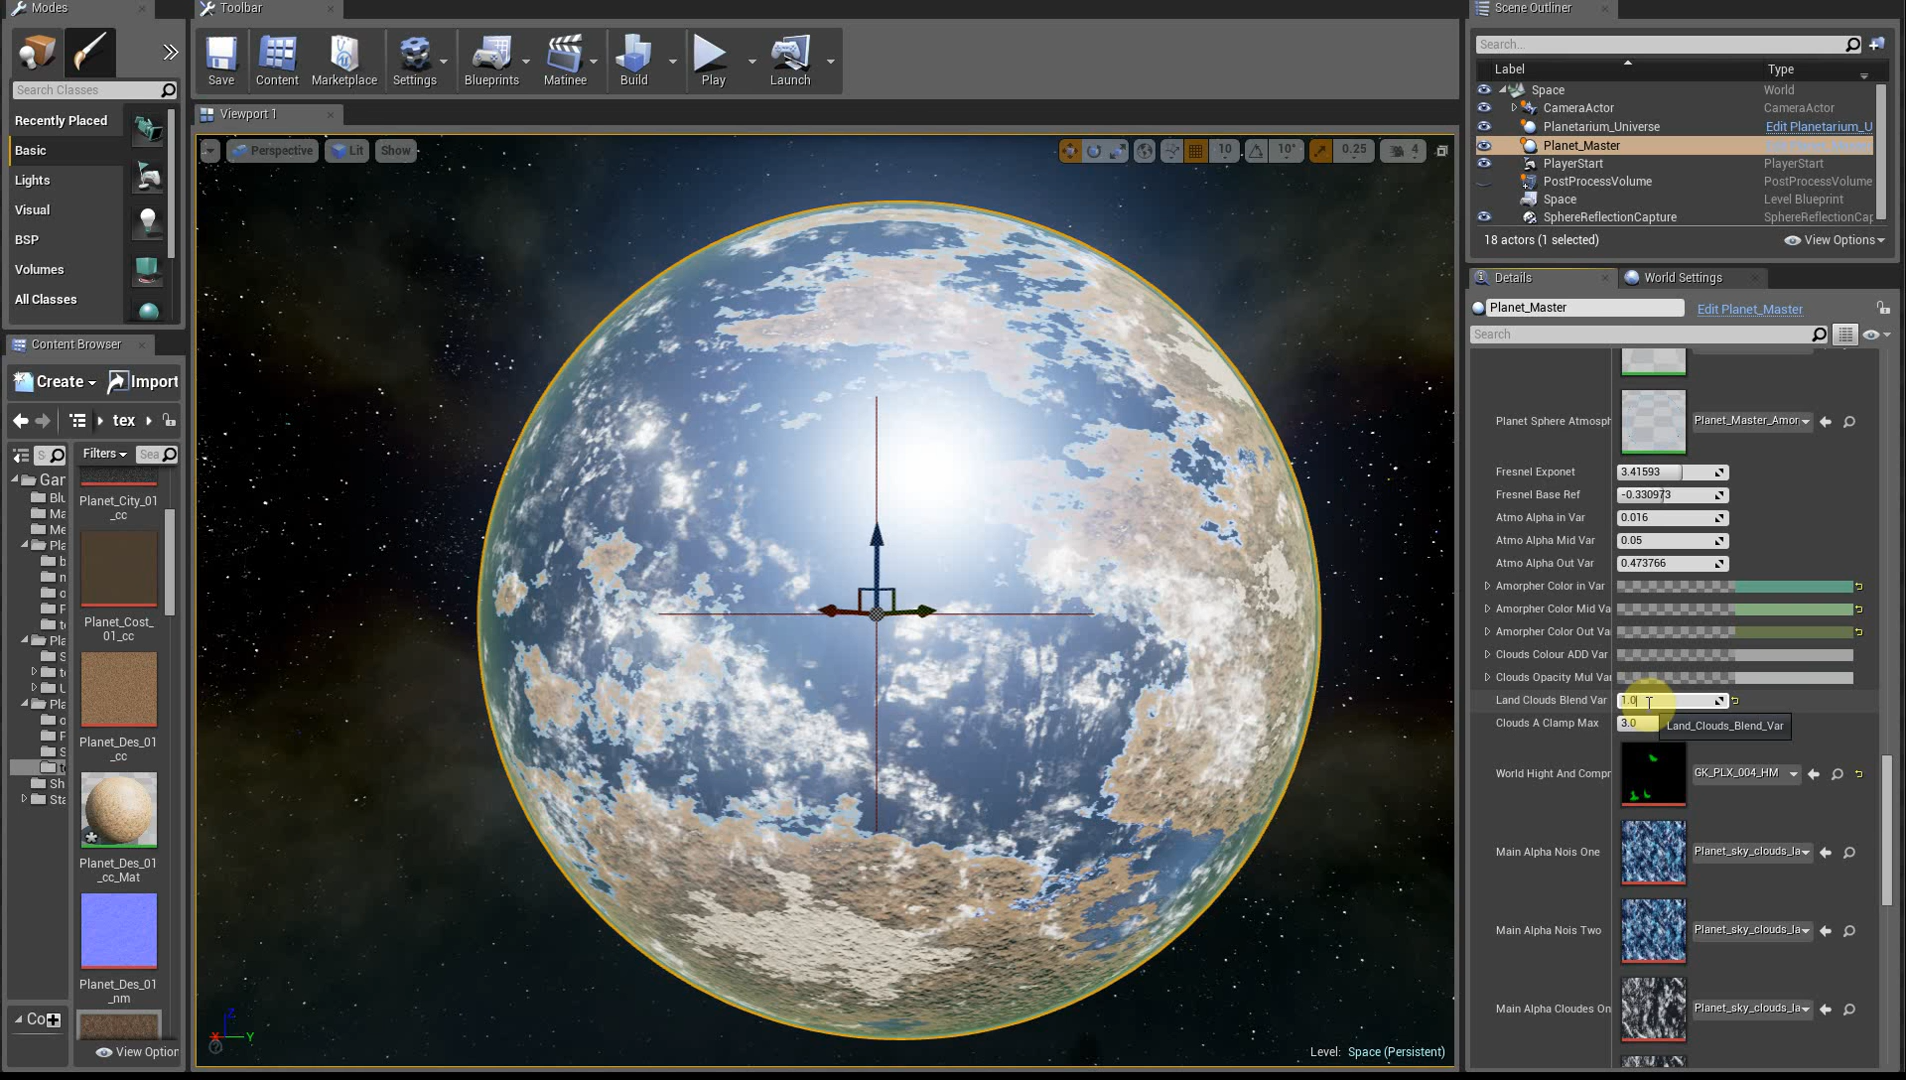 Modes
Search Classes
Recently Placed
Basic
Lights
Visual
BSP
Volumes
All Classes
Content Browser
Create
Import
tex
Filters
Sea
Gar
Blu
Planet_City_01
_cc
Planet_Cost_
01_cc
Planet_Des_01
_cc
Planet_Des_01
_cc_Mat
Planet_Des_01
_nm
View Option
Toolbar
Save
Content
Marketplace
Settings
Blueprints
Matinee
Build
Play
Launch
Viewport 1
Perspective
Lit
Show
10
10°
0.25
4
Z
X
Y
Level: Space (Persistent)
Scene Outliner
Search...
Label
Type
Space
World
CameraActor
CameraActor
Planetarium_Universe
Edit Planetarium_U
Planet_Master
PlayerStart
PlayerStart
PostProcessVolume
PostProcessVolume
Space
Level Blueprint
SphereReflectionCapture
SphereReflectionCap
18 actors (1 selected)
View Options
Details
World Settings
Planet_Master
Edit Planet_Master
Search
Planet Sphere Atmosph
Planet_Master_Amor
Fresnel Exponet
3.41593
Fresnel Base Ref
-0.330973
Atmo Alpha in Var
0.016
Atmo Alpha Mid Var
0.05
Atmo Alpha Out Var
0.473766
Amorpher Color in Var
Amorpher Color Mid Va
Amorpher Color Out Va
Clouds Colour ADD Var
Clouds Opacity Mul Var
Land Clouds Blend Var
1.0
Clouds A Clamp Max
3.0
Land_Clouds_Blend_Var
World Hight And Compr
GK_PLX_004_HM
Main Alpha Nois One
Planet_sky_clouds_la
Main Alpha Nois Two
Planet_sky_clouds_la
Main Alpha Cloudes On
Planet_sky_clouds_la